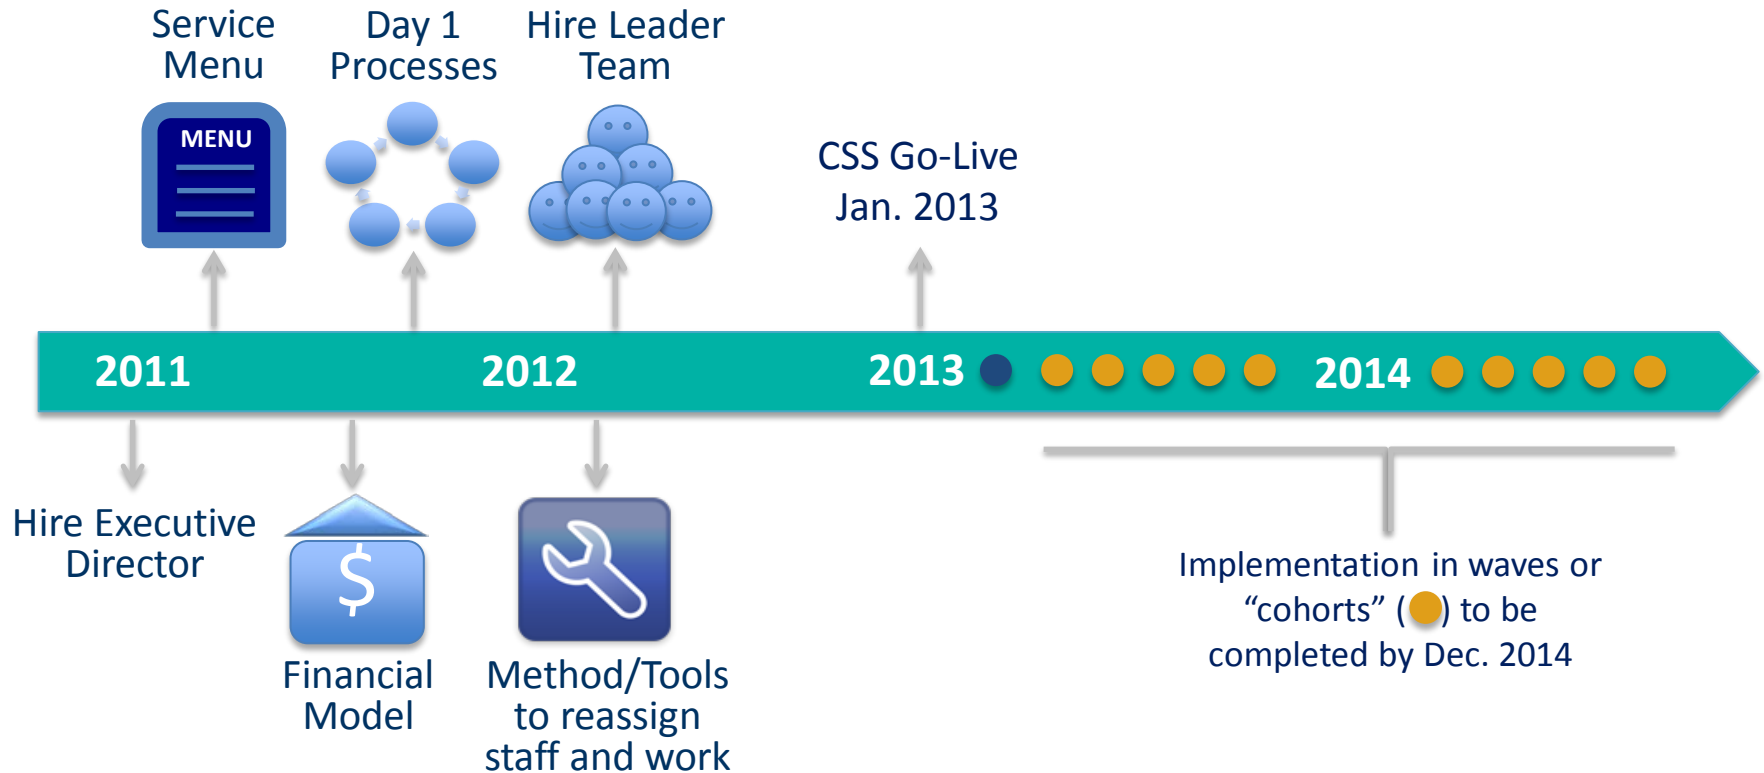 Service
Menu
Day 1
Processes
Hire Leader
Team
MENU
CSS Go-Live
Jan. 2013
2011
2012
2013
2014
Hire Executive
Director
$
Financial
Model
Method/Tools
to reassign
staff and work
Implementation in waves or
“cohorts” ( ) to be
completed by Dec. 2014